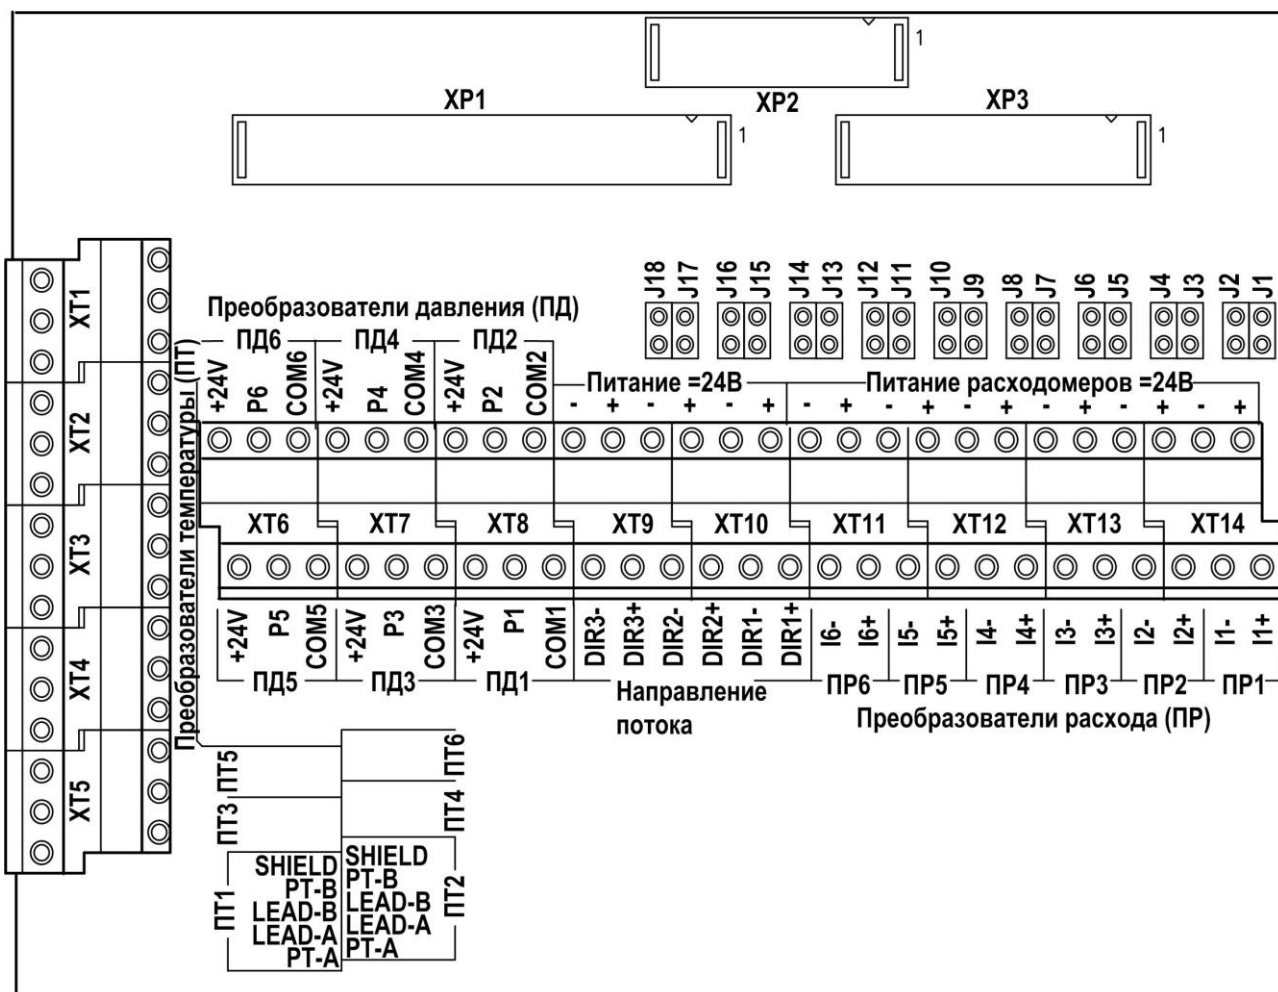 XP1
XP2
XP3
1
1
1
J18 J17 J16 J15 J14 J13 J12 J11 J10 J9 J8 J7 J6 J5 J4 J3 J2 J1
Преобразователи давления (ПД)
ПД6 ПД4 ПД2
Питание =24В
Питание расходомеров =24В
+24V P6 COM6 +24V P4 COM4 +24V P2 COM2 - + - + - + - + - + - + - + - + - +
XT6 XT7 XT8 XT9 XT10 XT11 XT12 XT13 XT14
+24V P5 COM5 +24V P3 COM3 +24V P1 COM1 DIR3- DIR3+ DIR2- DIR2+ DIR1- DIR1+ I6- I6+ I5- I5+ I4- I4+ I3- I3+ I2- I2+ I1- I1+
ПД5 ПД3 ПД1
Направление
потока
ПР6 ПР5 ПР4 ПР3 ПР2 ПР1
Преобразователи расхода (ПР)
XT1
XT2
XT3
XT4
XT5
Преобразователи температуры (ПТ)
ПТ5
ПТ6
ПТ3
ПТ4
ПТ1
SHIELD
PT-B
LEAD-B
LEAD-A
PT-A
SHIELD
PT-B
LEAD-B
LEAD-A
PT-A
ПТ2